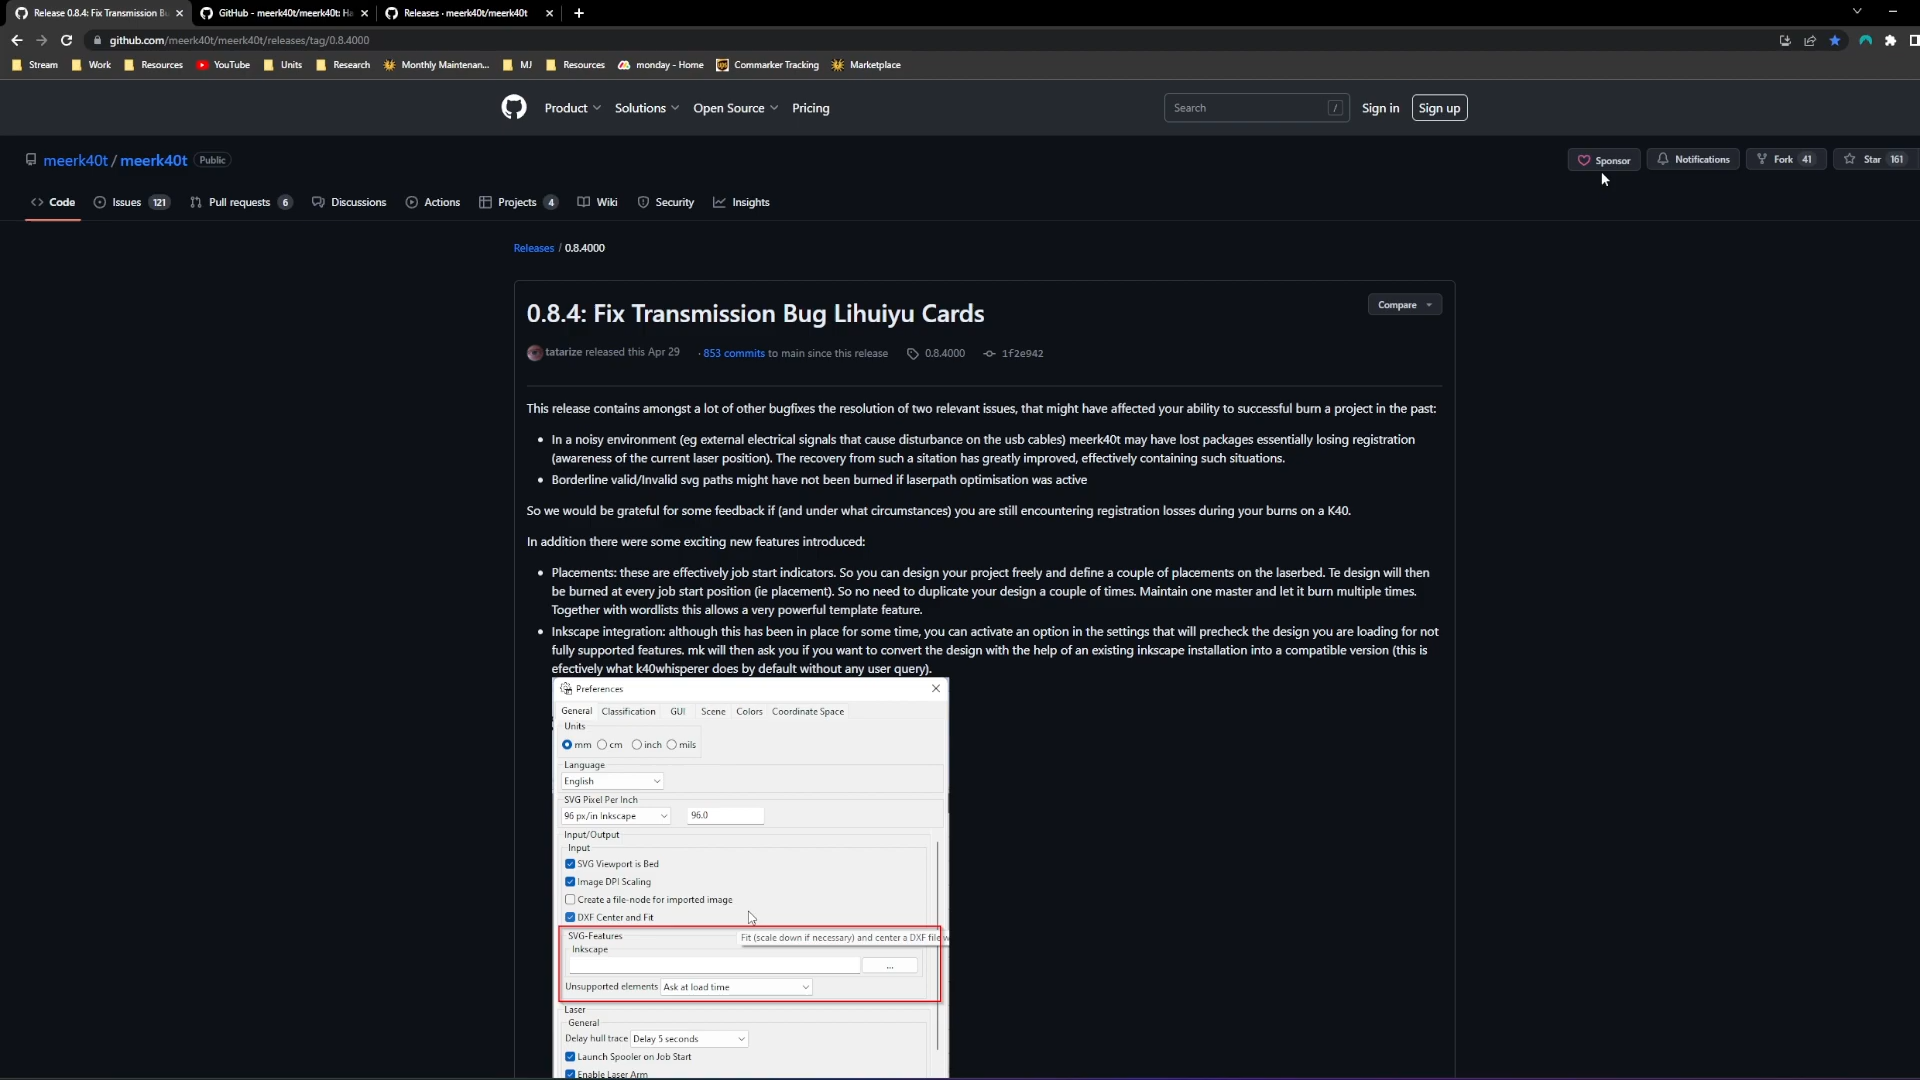 Release 0.8.4: Fix Transmission B
GitHub - meerk40t/meerk40t: Ha
Releases · meerk40t/meerk40t
github.com/meerk40t/meerk40t/releases/tag/0.8.4000
Stream Work Resources YouTube Units Research Monthly Maintenan... MJ Resources monday - Home Commarker Tracking Marketplace
Product Solutions Open Source Pricing Search / Sign in Sign up
meerk40t / meerk40t Public Sponsor Notifications Fork 41 Star 161
Code Issues 121 Pull requests 6 Discussions Actions Projects 4 Wiki Security Insights
Releases / 0.8.4000
0.8.4: Fix Transmission Bug Lihuiyu Cards Compare
tatarize released this Apr 29 · 853 commits to main since this release 0.8.4000 1f2e942
This release contains amongst a lot of other bugfixes the resolution of two relevant issues, that might have affected your ability to successful burn a project in the past:
• In a noisy environment (eg external electrical signals that cause disturbance on the usb cables) meerk40t may have lost packages essentially losing registration
(awareness of the current laser position). The recovery from such a sitation has greatly improved, effectively containing such situations.
• Borderline valid/Invalid svg paths might have not been burned if laserpath optimisation was active
So we would be grateful for some feedback if (and under what circumstances) you are still encountering registration losses during your burns on a K40.
In addition there were some exciting new features introduced:
• Placements: these are effectively job start indicators. So you can design your project freely and define a couple of placements on the laserbed. Te design will then
be burned at every job start position (ie placement). So no need to duplicate your design a couple of times. Maintain one master and let it burn multiple times.
Together with wordlists this allows a very powerful template feature.
• Inkscape integration: although this has been in place for some time, you can activate an option in the settings that will precheck the design you are loading for not
fully supported features. mk will then ask you if you want to convert the design with the help of an existing inkscape installation into a compatible version (this is
efectively what k40whisperer does by default without any user query).
Preferences
General Classification GUI Scene Colors Coordinate Space
Units
mm cm inch mils
Language
English
SVG Pixel Per Inch
96 px/in Inkscape 96.0
Input/Output
Input
SVG Viewport is Bed
Image DPI Scaling
Create a file-node for imported image
DXF Center and Fit
SVG-Features Fit (scale down if necessary) and center a DXF file w
Inkscape
...
Unsupported elements Ask at load time
Laser
General
Delay hull trace Delay 5 seconds
Launch Spooler on Job Start
Enable Laser Arm